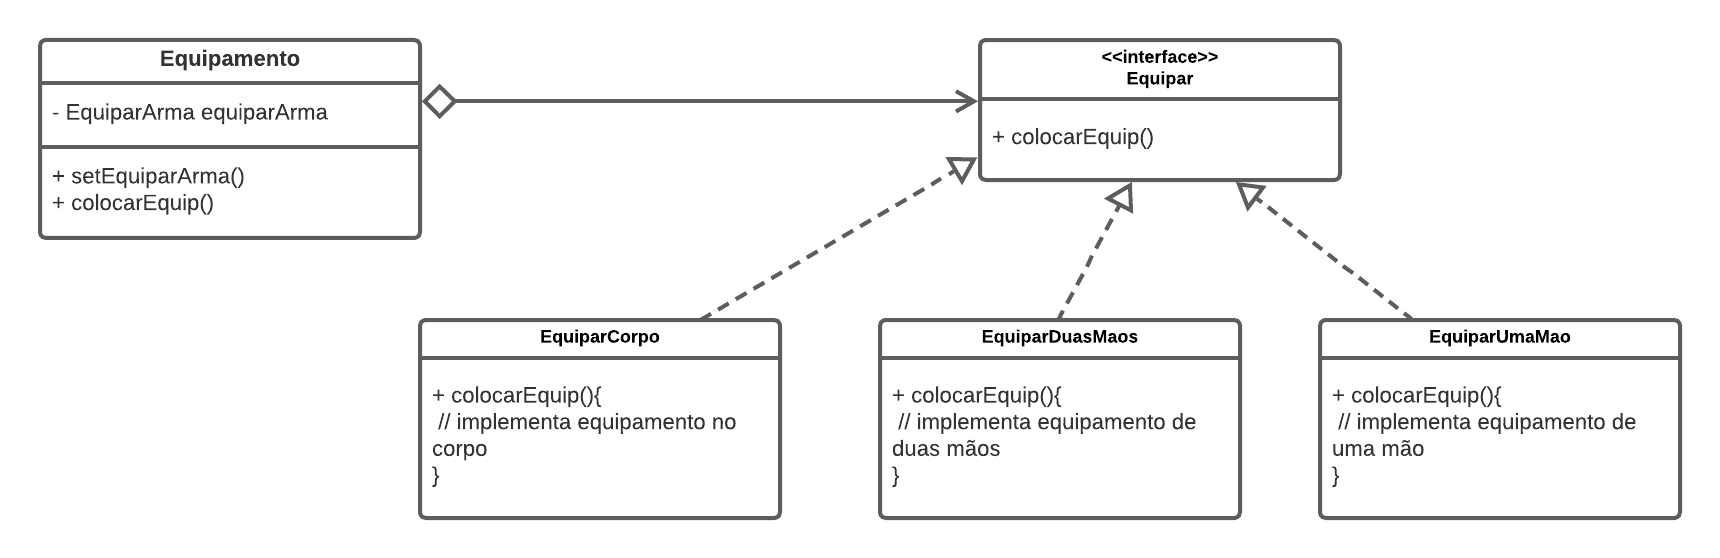 Equipamento
- EquiparArma equiparArma
+ setEquiparArma()
+ colocarEquip()
<<interface>>
Equipar
+ colocarEquip()
EquiparCorpo
+ colocarEquip(){
// implementa equipamento no
corpo
}
EquiparDuasMaos
+ colocarEquip(){
// implementa equipamento de
duas mãos
}
EquiparUmaMao
+ colocarEquip(){
// implementa equipamento de
uma mão
}